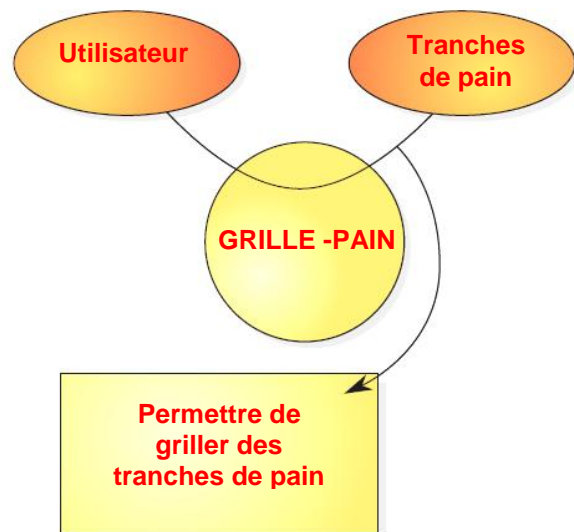 Utilisateur
Tranches
de pain
GRILLE -PAIN
Permettre de
griller des
tranches de pain